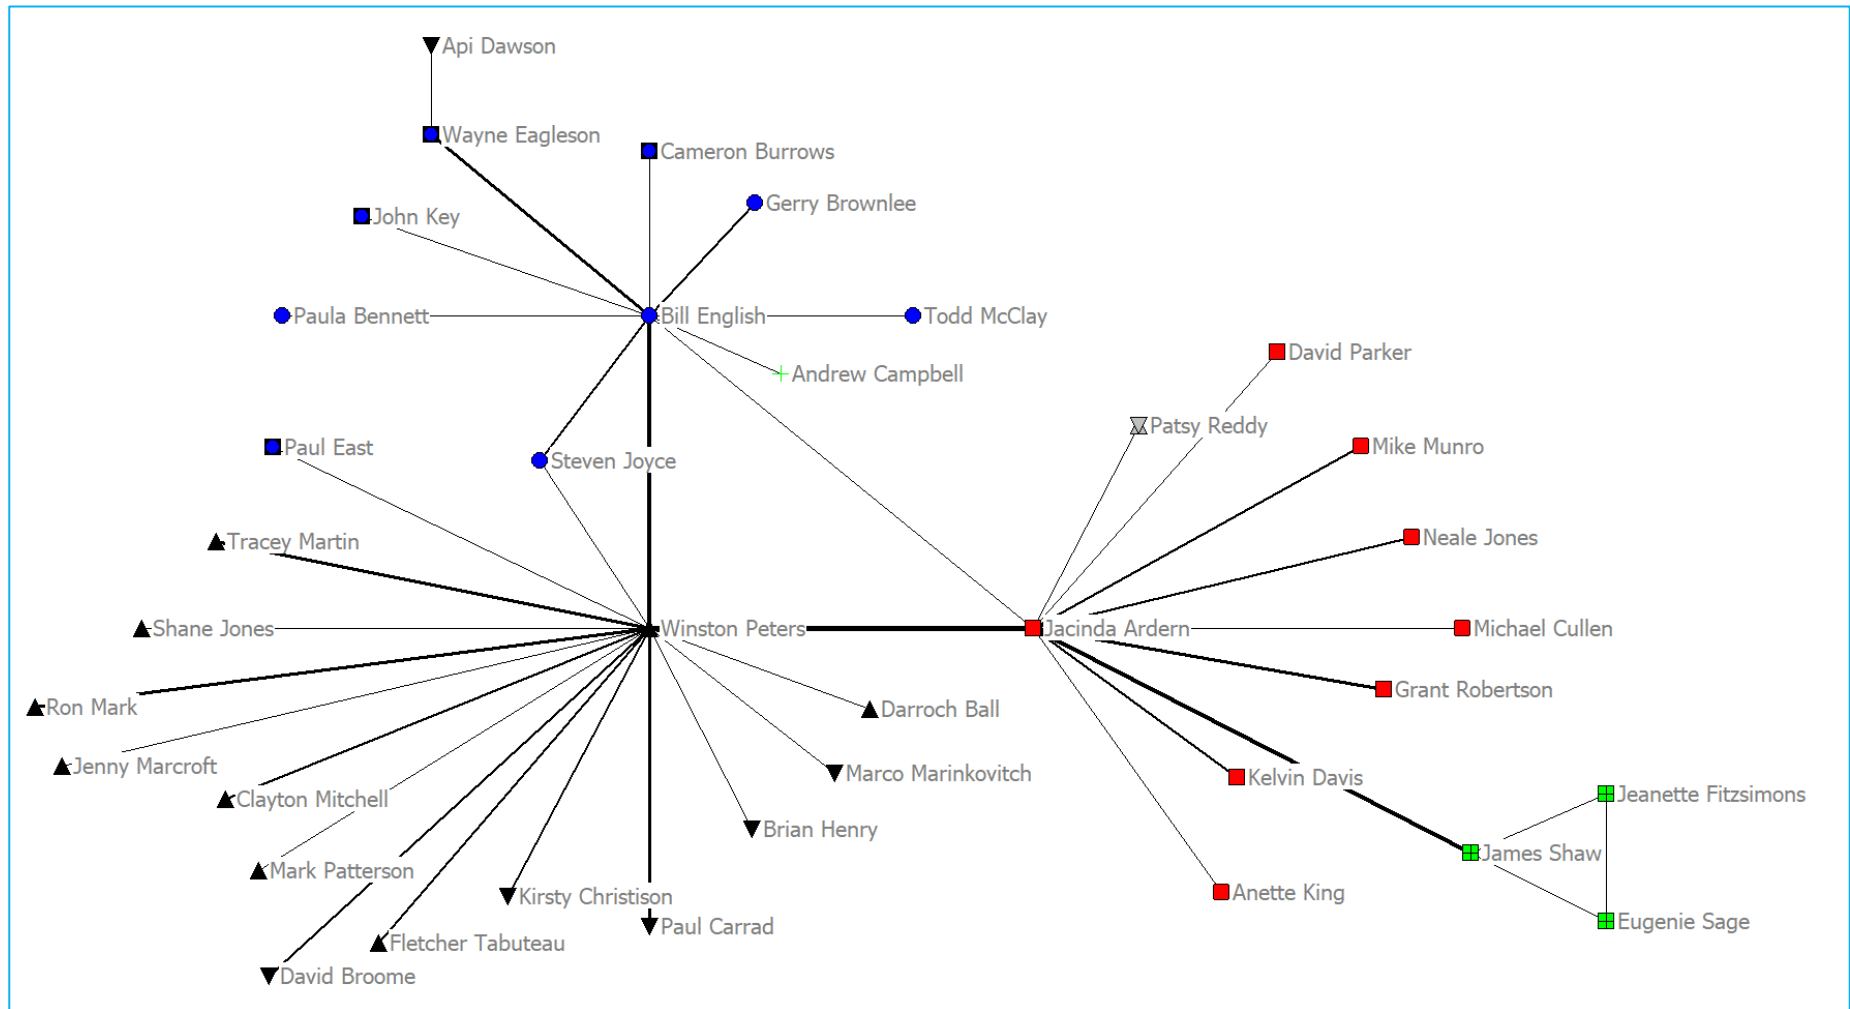 Api Dawson
Wayne Eagleson
Cameron Burrows
Gerry Brownlee
John Key
Paula Bennett
Bill English
Todd McClay
David Parker
Andrew Campbell
Patsy Reddy
Paul East
Mike Munro
Steven Joyce
Neale Jones
Tracey Martin
Shane Jones
Winston Peters
Jacinda Ardern
Michael Cullen
Grant Robertson
Ron Mark
Darroch Ball
Jenny Marcroft
Marco Marinkovitch
Kelvin Davis
Jeanette Fitzsimons
Clayton Mitchell
Brian Henry
James Shaw
Mark Patterson
Kirsty Christison
Anette King
Paul Carrad
Eugenie Sage
Fletcher Tabuteau
David Broome